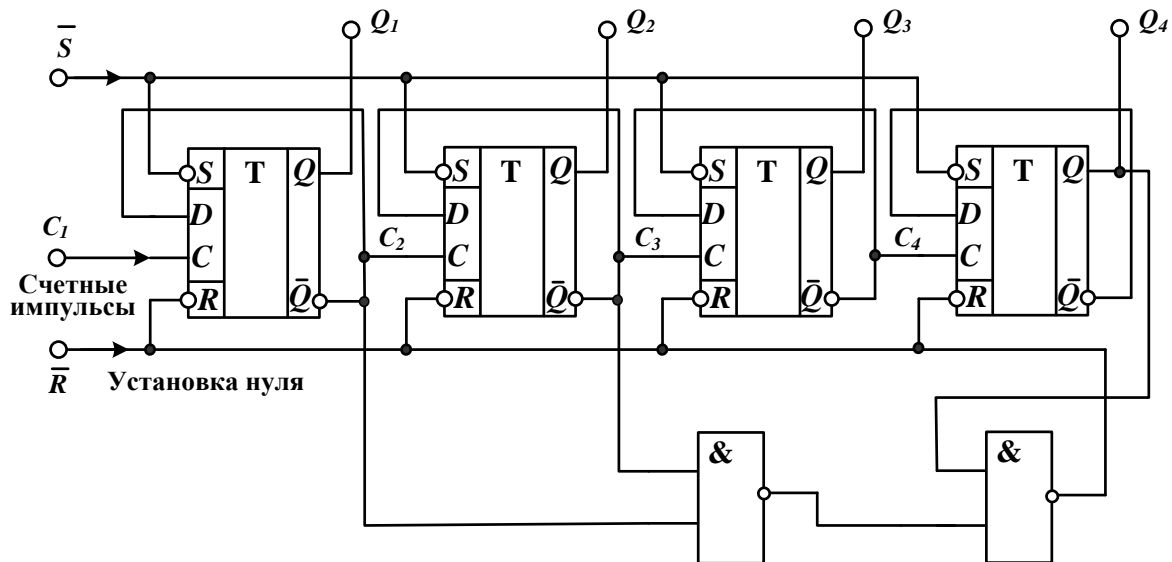 Q1 Q2 Q3 Q4
S̅
S T Q S T Q S T Q S T Q
D D D D
C1 C2 C3 C4
C C C C
Счетные
импульсы
R Q̅ R Q̅ R Q̅ R Q̅
R̅ Установка нуля
& &